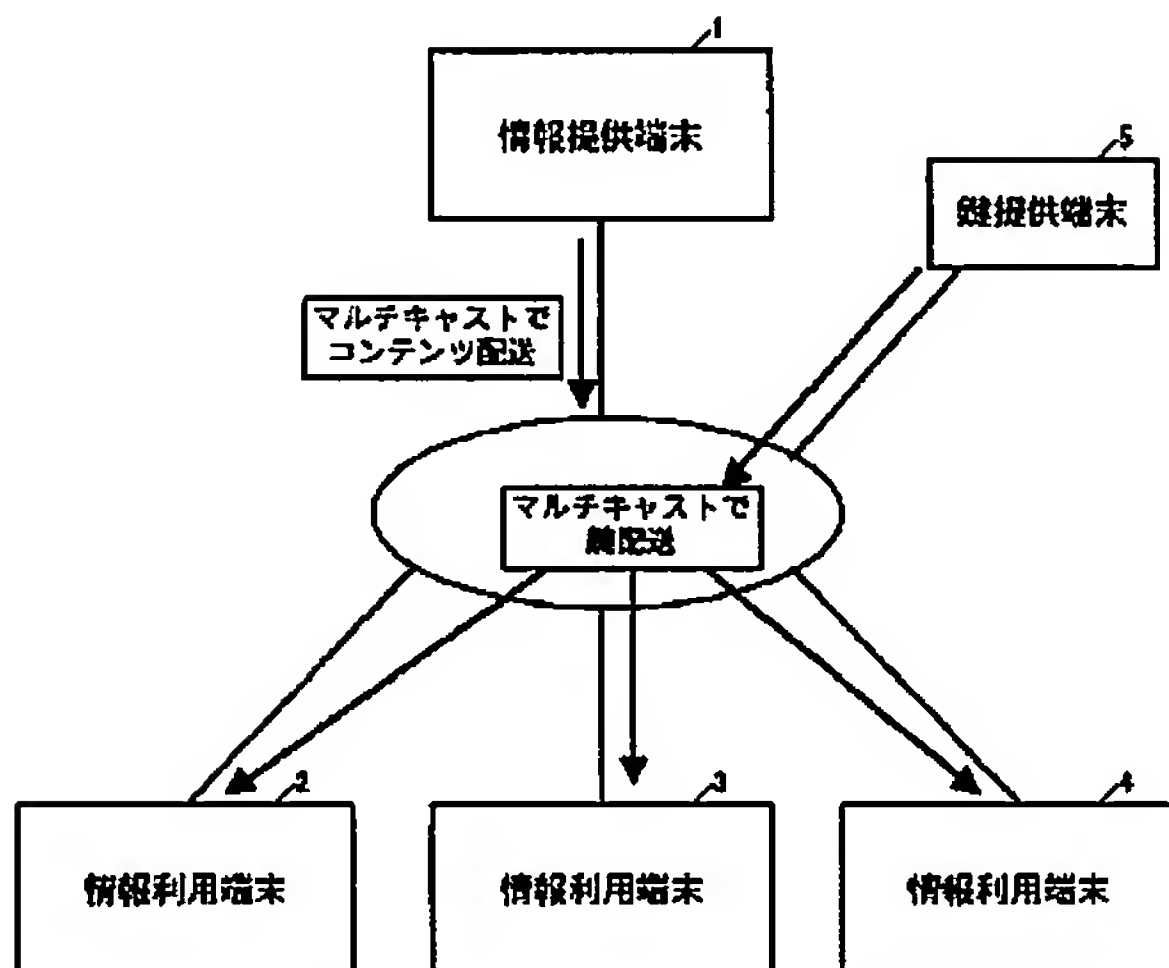 1
情報提供端末
5
鍵提供端末
マルチキャストで
コンテンツ配送
マルチキャストで
鍵配送
2
3
4
情報利用端末
情報利用端末
情報利用端末